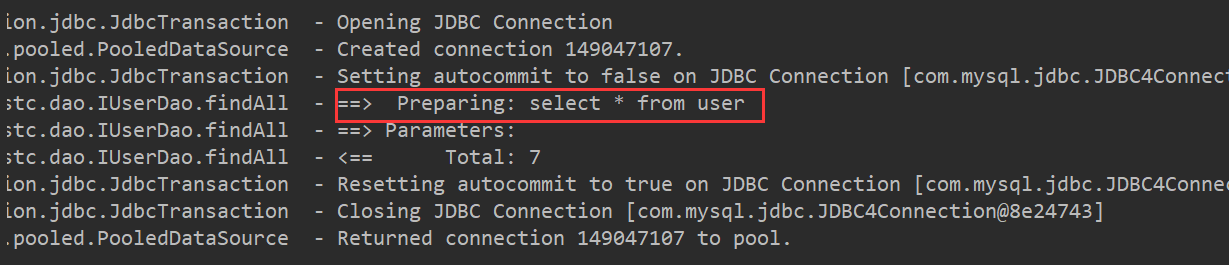 ion.jdbc.JdbcTransaction - Opening JDBC Connection
.pooled.PooledDataSource - Created connection 149047107.
ion.jdbc.JdbcTransaction - Setting autocommit to false on JDBC Connection [com.mysql.jdbc.JDBC4Connect
stc.dao.IUserDao.findAll - ==> Preparing: select * from user
stc.dao.IUserDao.findAll - ==> Parameters:
stc.dao.IUserDao.findAll - <== Total: 7
ion.jdbc.JdbcTransaction - Resetting autocommit to true on JDBC Connection [com.mysql.jdbc.JDBC4Connec
ion.jdbc.JdbcTransaction - Closing JDBC Connection [com.mysql.jdbc.JDBC4Connection@8e24743]
.pooled.PooledDataSource - Returned connection 149047107 to pool.